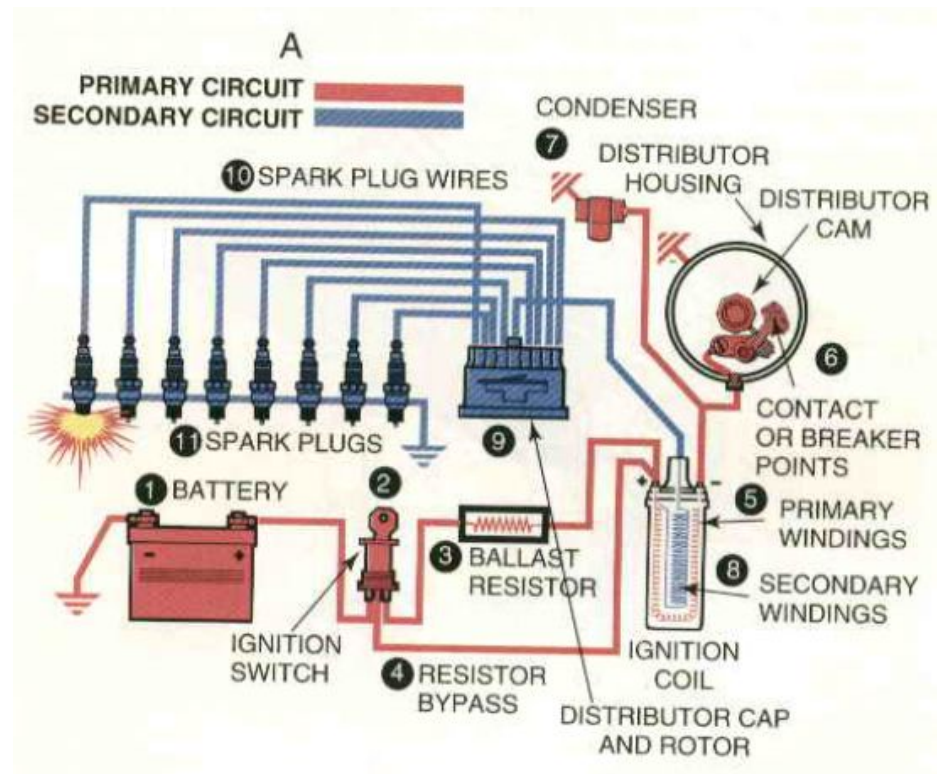 A
PRIMARY CIRCUIT
SECONDARY CIRCUIT
CONDENSER
7
DISTRIBUTOR
HOUSING
DISTRIBUTOR
CAM
10 SPARK PLUG WIRES
6
CONTACT
OR BREAKER
POINTS
11 SPARK PLUGS
9
1 BATTERY
2
- +
3
BALLAST
RESISTOR
+ -
5
PRIMARY
WINDINGS
8
SECONDARY
WINDINGS
IGNITION
SWITCH
4 RESISTOR
BYPASS
IGNITION
COIL
DISTRIBUTOR CAP
AND ROTOR